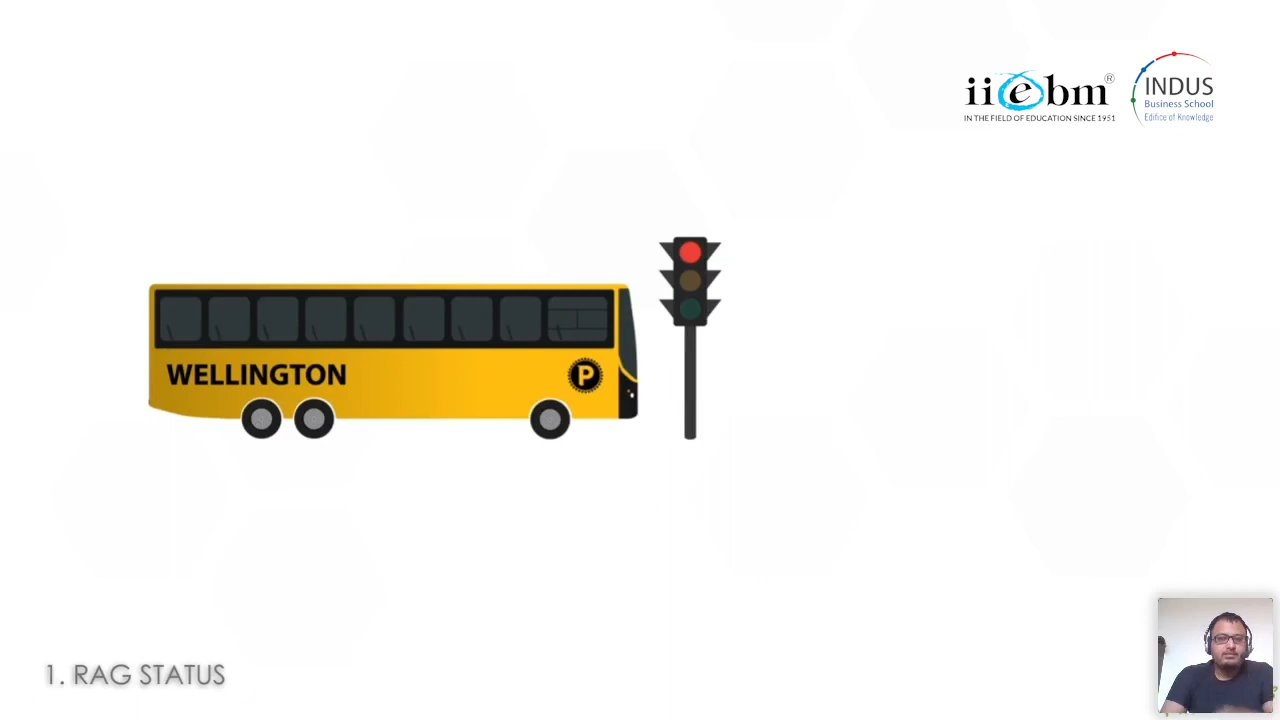 iiebm®
IN THE FIELD OF EDUCATION SINCE 1951
INDUS
Business School
Edifice of Knowledge
WELLINGTON
P
1. RAG STATUS